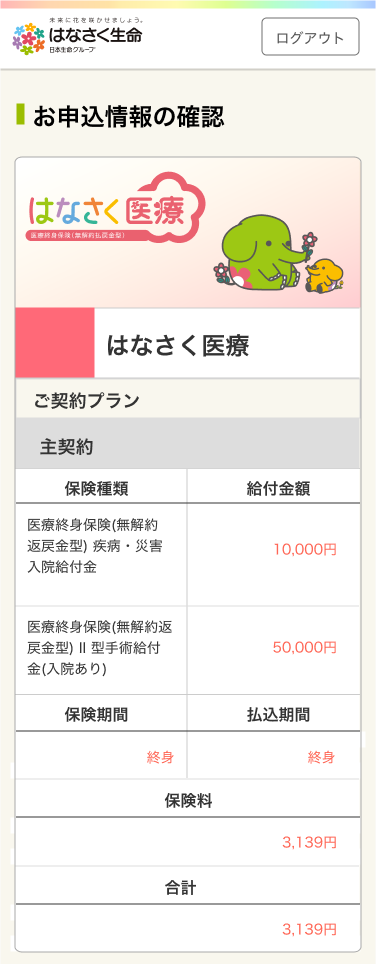 未来に花を咲かせましょう。
はなさく生命
日本生命グループ
ログアウト
お申込情報の確認
はなさく医療
医療終身保険(無解約払戻金型)
はなさく医療
ご契約プラン
主契約
保険種類 給付金額
医療終身保険(無解約
返戻金型) 疾病・災害
入院給付金
10,000円
医療終身保険(無解約返
戻金型) II 型手術給付
金(入院あり)
50,000円
保険期間 払込期間
終身 終身
保険料
3,139円
合計
3,139円